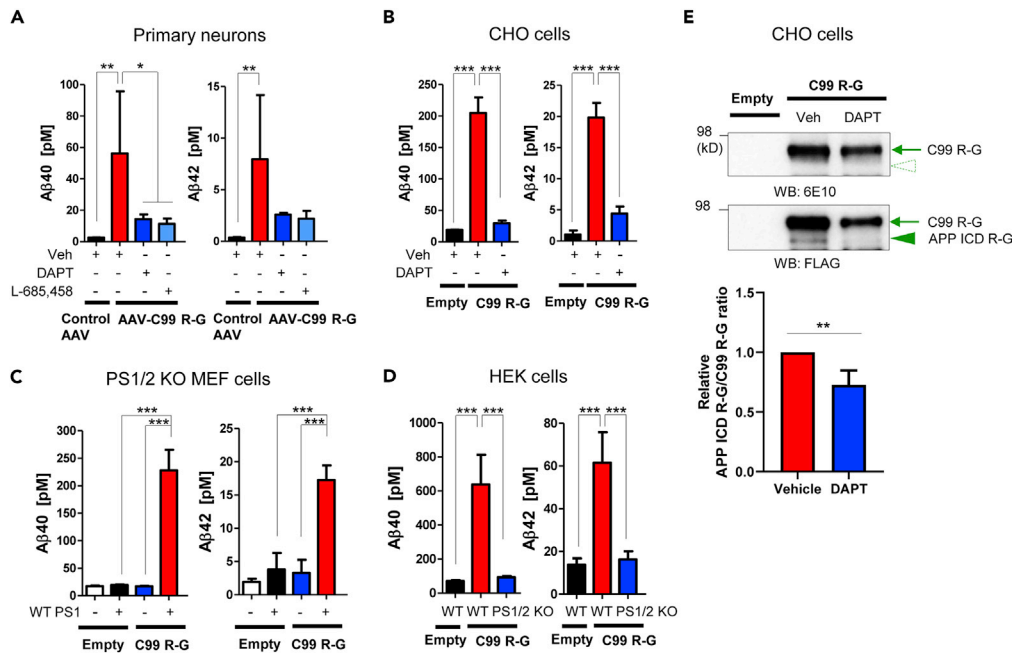 A
Primary neurons
** *
Aβ40 [pM]
100
80
60
40
20
0
**
Aβ42 [pM]
15
10
5
0
Veh + + - - + + - -
DAPT - - + - - - + -
L-685,458 - - - + - - - +
Control AAV
AAV-C99 R-G
Control AAV
AAV-C99 R-G
B
CHO cells
*** ***
Aβ40 [pM]
250
200
150
100
50
0
*** ***
Aβ42 [pM]
25
20
15
10
5
0
Veh + + - + + -
DAPT - - + - - +
Empty C99 R-G Empty C99 R-G
E
CHO cells
C99 R-G
Empty
Veh DAPT
98
(kD)
C99 R-G
WB: 6E10
98
C99 R-G
APP ICD R-G
WB: FLAG
Relative
APP ICD R-G/C99 R-G ratio
1.5
1.0
0.5
0.0
**
Vehicle DAPT
C
PS1/2 KO MEF cells
***
***
Aβ40 [pM]
300
250
200
150
100
50
0
***
***
Aβ42 [pM]
25
20
15
10
5
0
WT PS1 - + - + - + - +
Empty C99 R-G Empty C99 R-G
D
HEK cells
*** ***
Aβ40 [pM]
1000
800
600
400
200
0
*** ***
Aβ42 [pM]
80
60
40
20
0
WT WT PS1/2 KO WT WT PS1/2 KO
Empty C99 R-G Empty C99 R-G